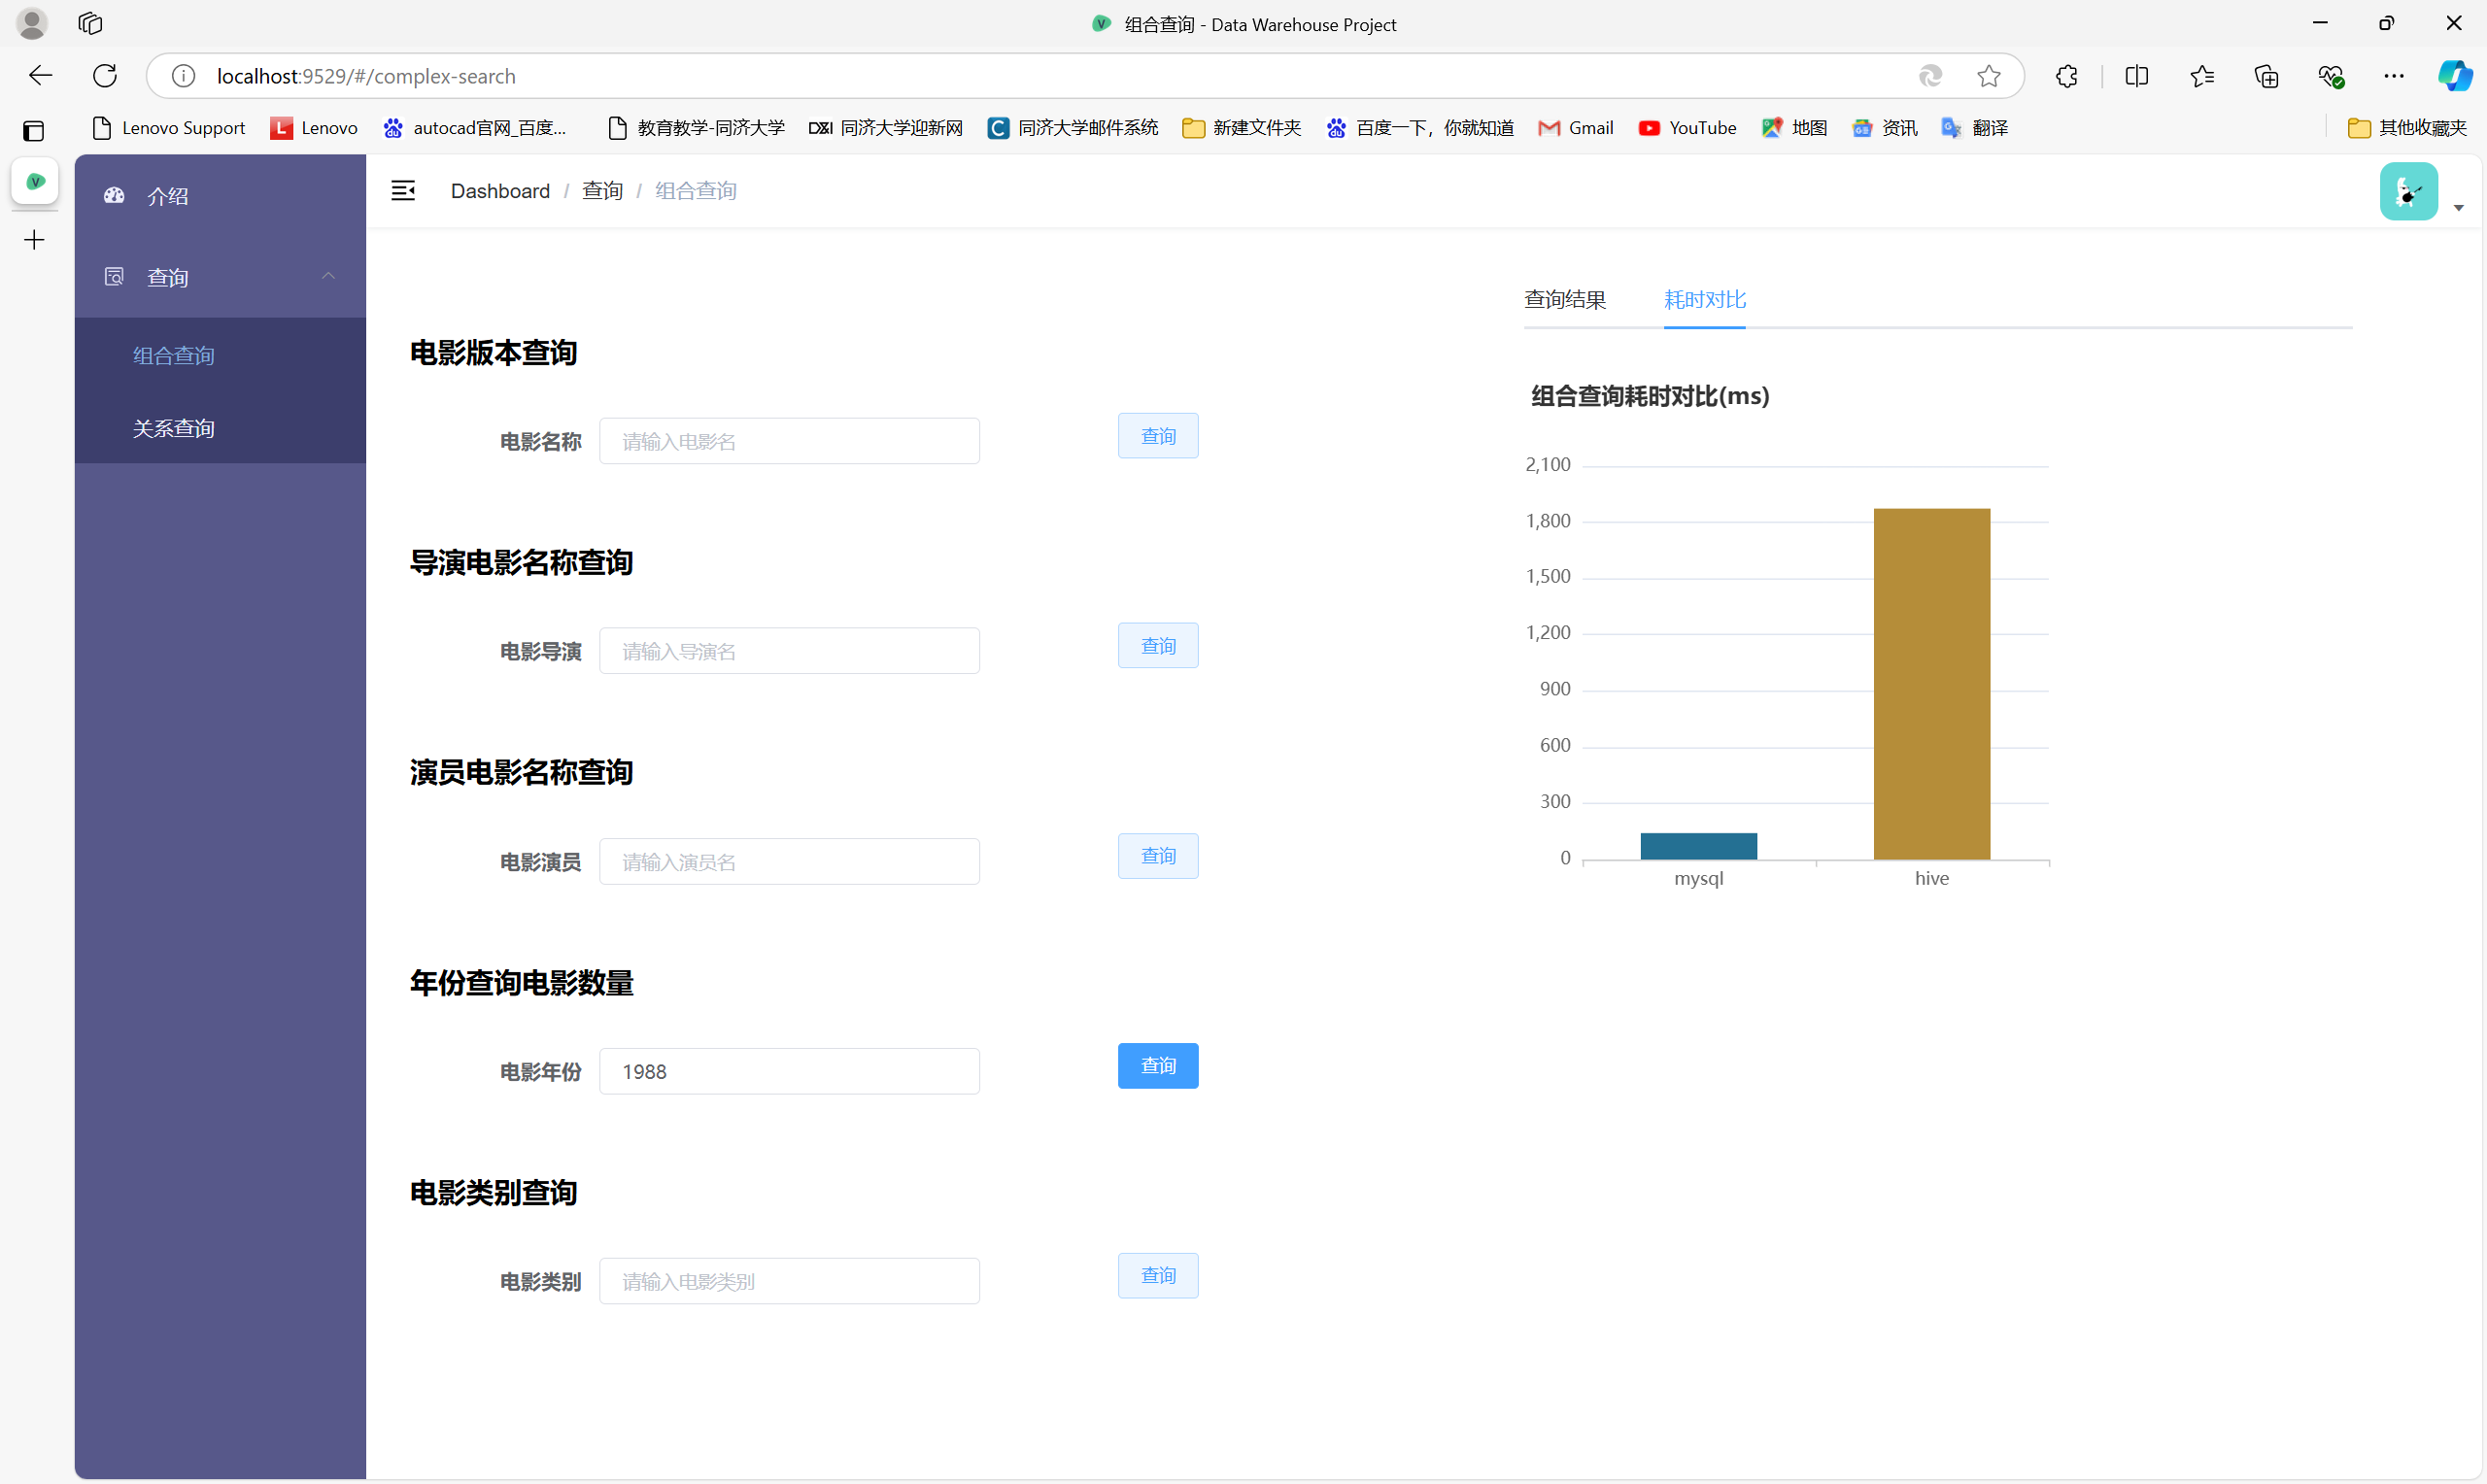 组合查询 - Data Warehouse Project
localhost:9529/#/complex-search
Lenovo Support
L Lenovo
autocad官网_百度...
教育教学-同济大学
同济大学迎新网
同济大学邮件系统
新建文件夹
百度一下，你就知道
Gmail
YouTube
地图
资讯
翻译
其他收藏夹
介绍
查询
组合查询
关系查询
Dashboard / 查询 / 组合查询
电影版本查询
电影名称 请输入电影名 查询
导演电影名称查询
电影导演 请输入导演名 查询
演员电影名称查询
电影演员 请输入演员名 查询
年份查询电影数量
电影年份 1988 查询
电影类别查询
电影类别 请输入电影类别 查询
查询结果 耗时对比
组合查询耗时对比(ms)
2,100
1,800
1,500
1,200
900
600
300
0
mysql hive